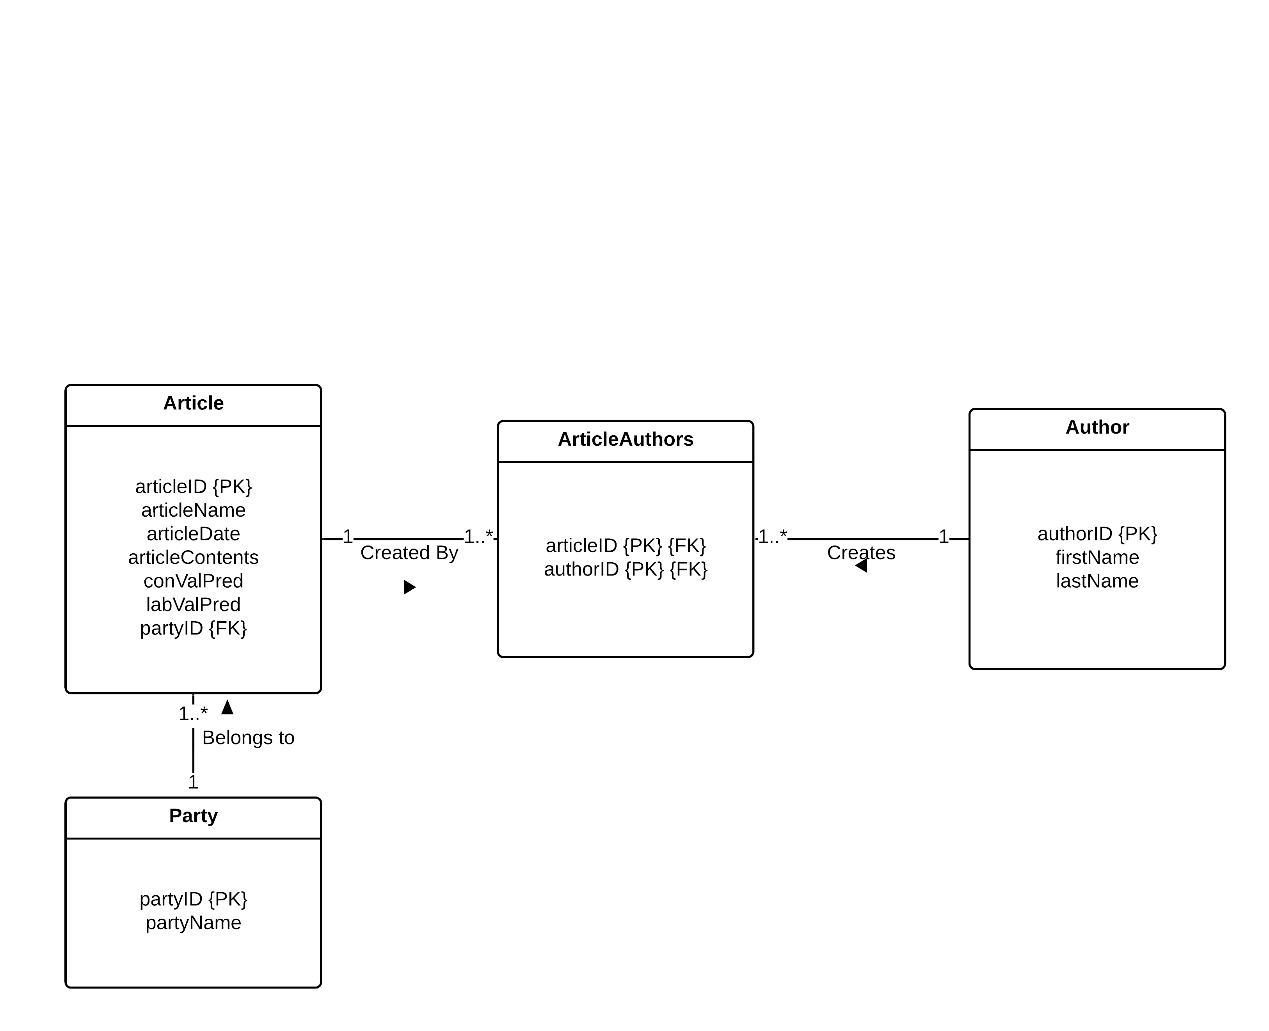 Article
articleID {PK}
articleName
articleDate
articleContents
conValPred
labValPred
partyID {FK}
1
Created By
1..*
ArticleAuthors
articleID {PK} {FK}
authorID {PK} {FK}
1..*
Creates
1
Author
authorID {PK}
firstName
lastName
1..*
Belongs to
1
Party
partyID {PK}
partyName